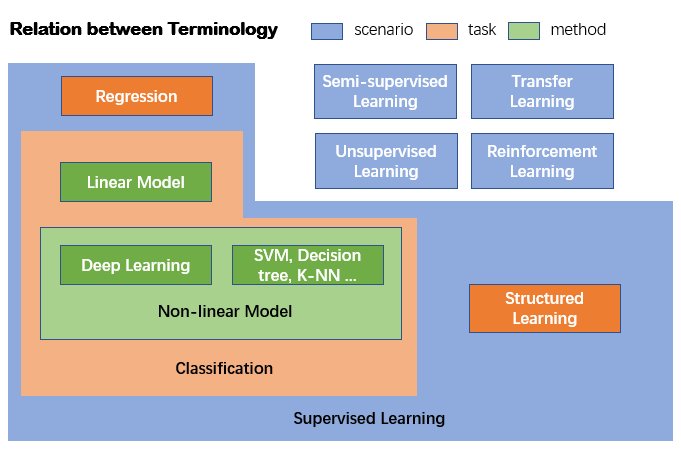 Relation between Terminology
scenario
task
method
Regression
Semi-supervised
Learning
Transfer
Learning
Linear Model
Unsupervised
Learning
Reinforcement
Learning
Deep Learning
SVM, Decision
tree, K-NN ...
Non-linear Model
Structured
Learning
Classification
Supervised Learning